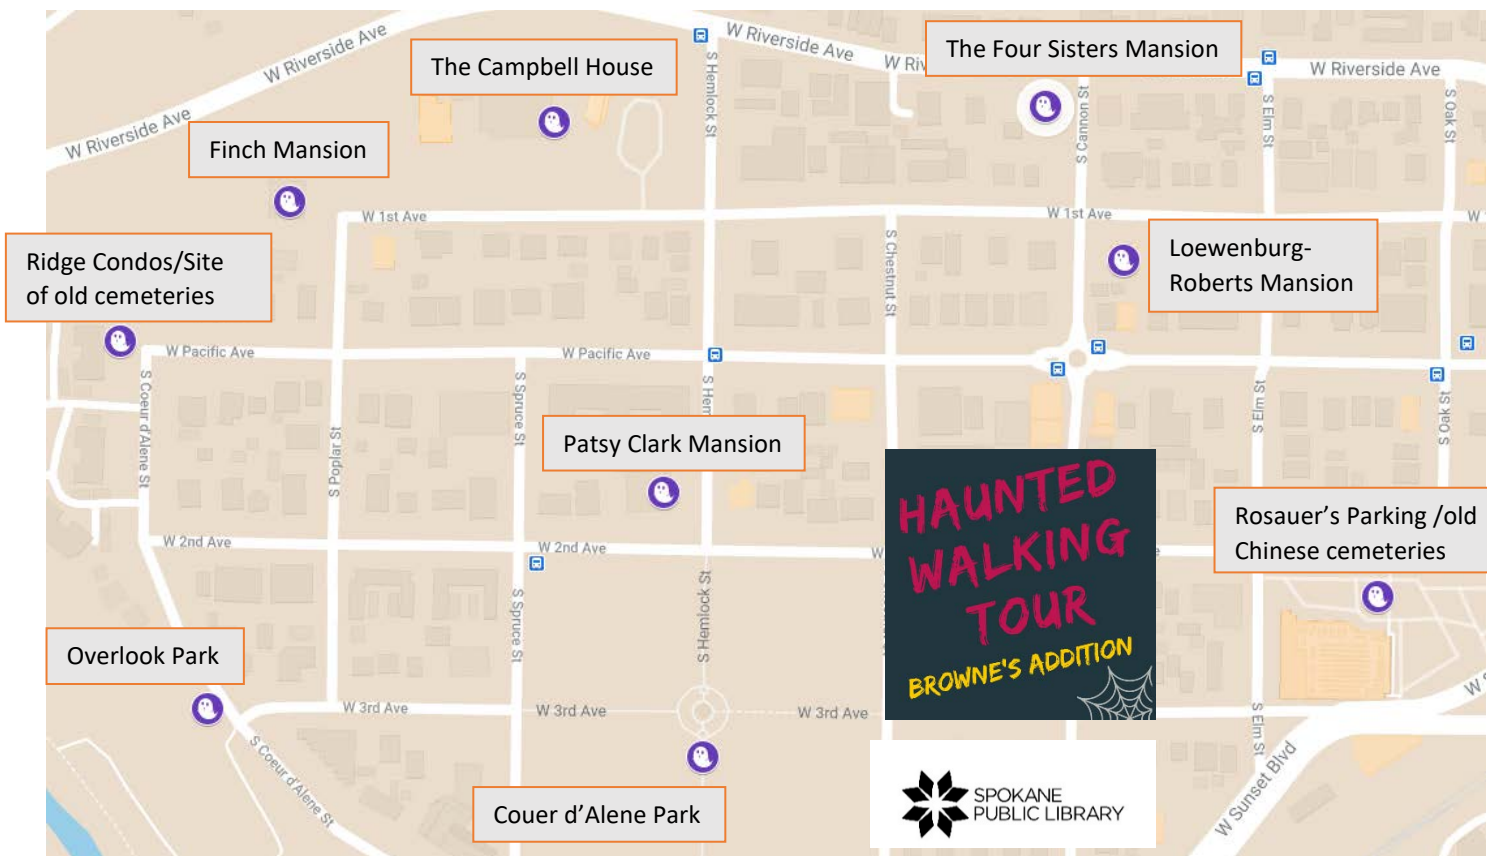 W Riverside Ave
W Riverside Ave
W Riverside Ave
W Riv
W Riverside Ave
The Campbell House
The Four Sisters Mansion
Finch Mansion
S Hemlock St
S Cannon St
S Elm St
S Oak St
W 1st Ave
W 1st Ave
W
Ridge Condos/Site
of old cemeteries
S Chestnut St
Loewenburg-
Roberts Mansion
W Pacific Ave
W Pacific Ave
S Coeur d'Alene St
S Poplar St
S Spruce St
S Hem
S Elm St
S Oak St
Patsy Clark Mansion
HAUNTED
WALKING
TOUR
BROWNE'S ADDITION
Rosauer’s Parking /old
Chinese cemeteries
W 2nd Ave
W 2nd Ave
W
S Spruce St
S Hemlock St
Overlook Park
W 3rd Ave
W 3rd Ave
W 3rd Ave
S Coeur d'Alene St
S Elm St
W Sunset Blvd
W S
Couer d’Alene Park
SPOKANE
PUBLIC LIBRARY